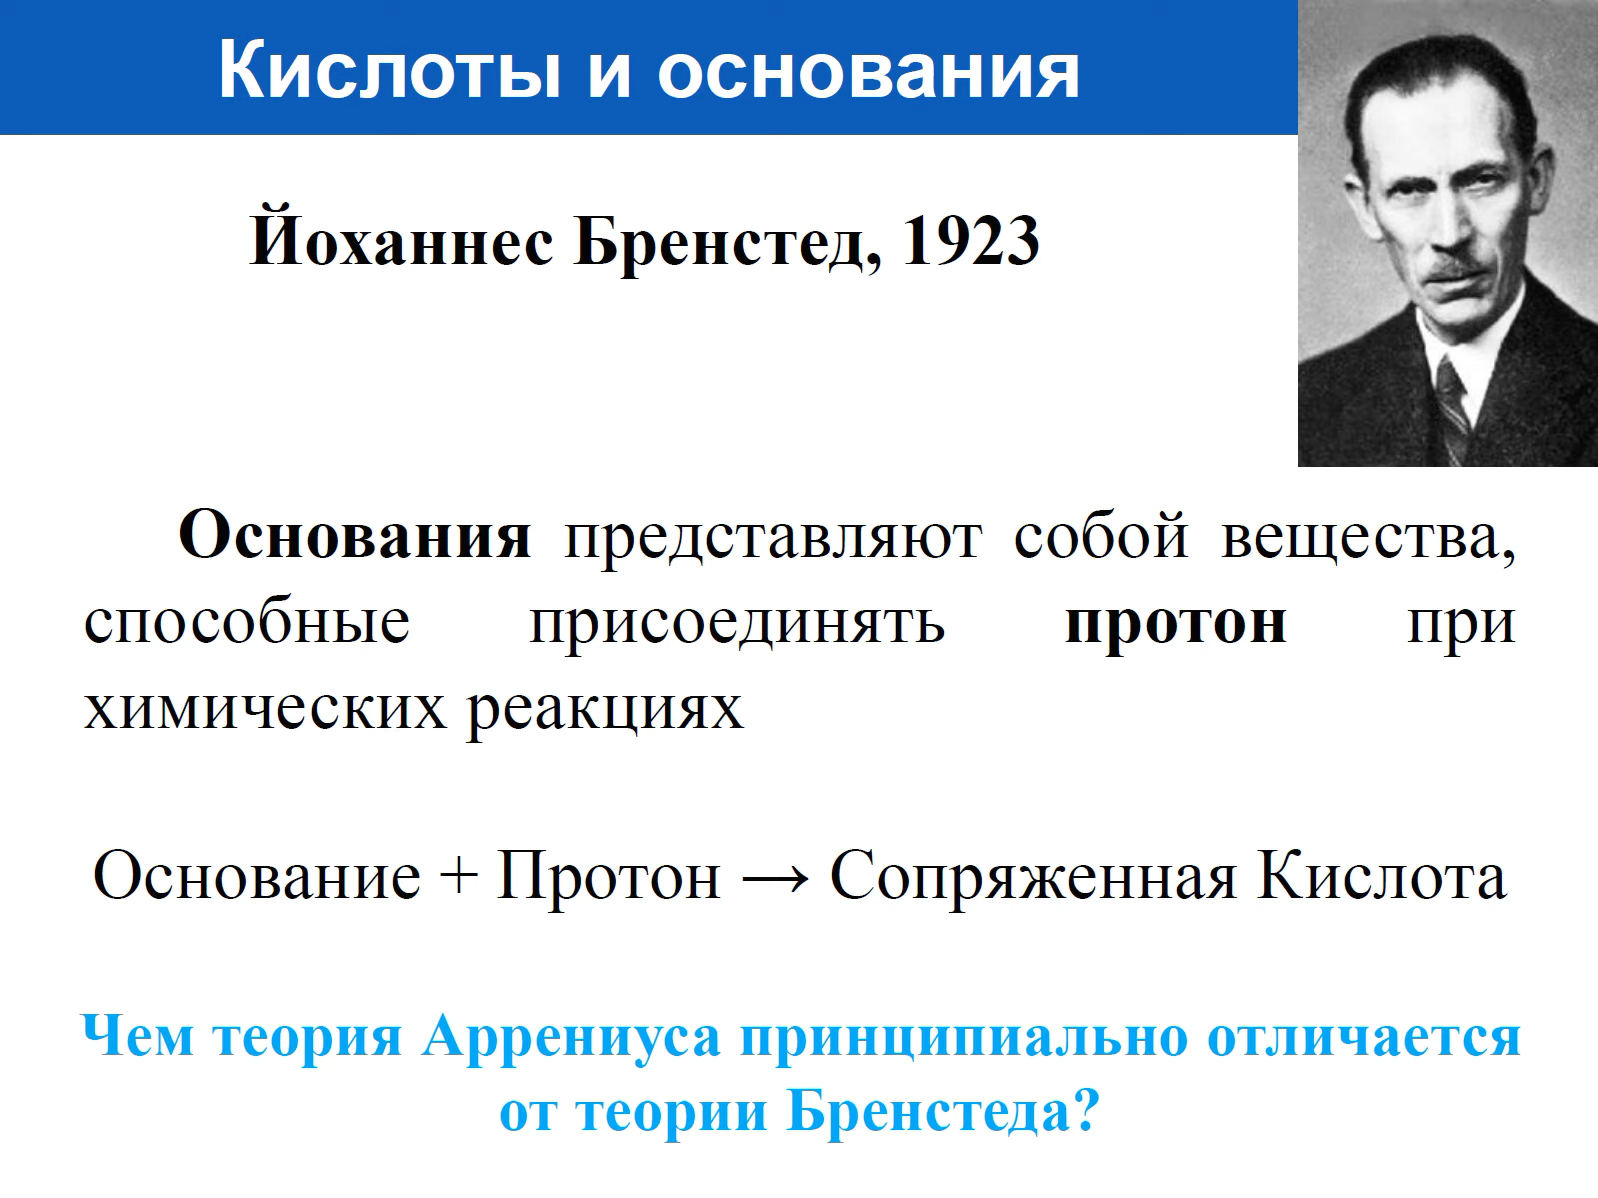 Кислоты и основания
Йоханнес Бренстед, 1923
Основания представляют собой вещества,
способные присоединять протон при
химических реакциях
Основание + Протон → Сопряженная Кислота
Чем теория Аррениуса принципиально отличается
от теории Бренстеда?